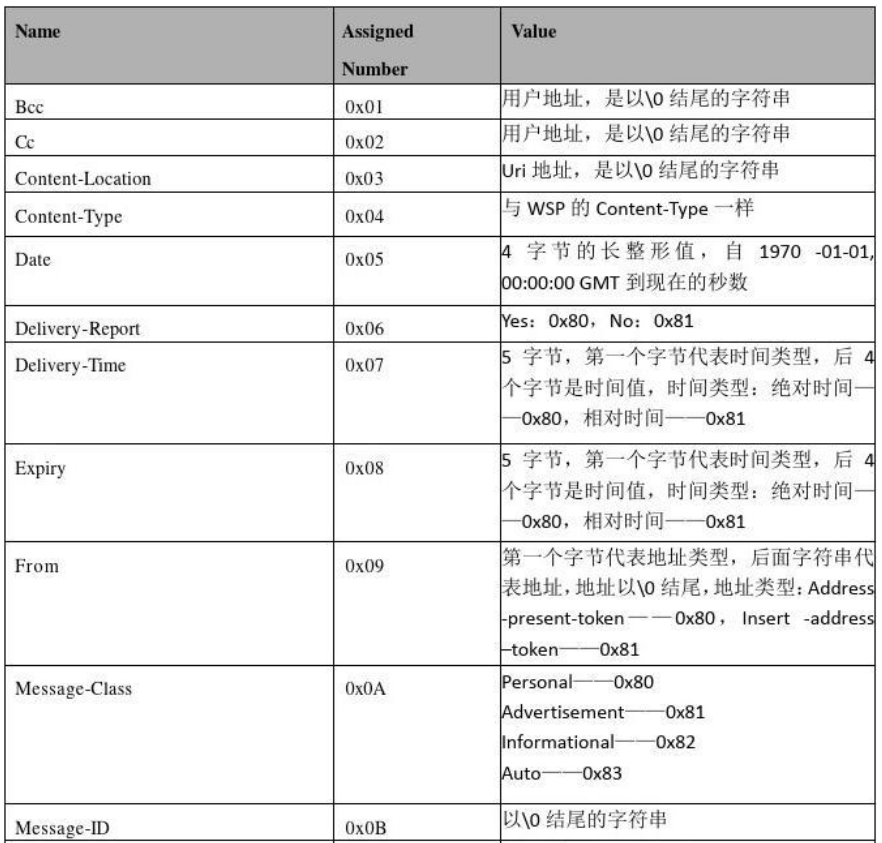 Name Assigned Value
Number
Bcc 0x01 用户地址，是以\0 结尾的字符串
Cc 0x02 用户地址，是以\0 结尾的字符串
Content-Location 0x03 Uri 地址，是以\0 结尾的字符串
Content-Type 0x04 与 WSP 的 Content-Type 一样
Date 0x05 4 字节的长整形值，自 1970 -01-01,
00:00:00 GMT 到现在的秒数
Delivery-Report 0x06 Yes：0x80，No：0x81
Delivery-Time 0x07 5 字节，第一个字节代表时间类型，后 4
个字节是时间值，时间类型：绝对时间—
—0x80，相对时间——0x81
Expiry 0x08 5 字节，第一个字节代表时间类型，后 4
个字节是时间值，时间类型：绝对时间—
—0x80，相对时间——0x81
From 0x09 第一个字节代表地址类型，后面字符串代
表地址，地址以\0 结尾，地址类型：Address
-present-token——0x80，Insert -address
–token——0x81
Message-Class 0x0A Personal——0x80
Advertisement——0x81
Informational——0x82
Auto——0x83
Message-ID 0x0B 以\0 结尾的字符串